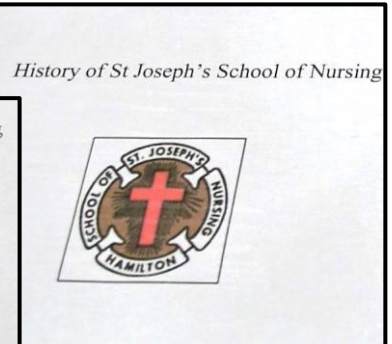 History of St Joseph's School of Nursing
ST. JOSEPH'S
SCHOOL OF
NURSING
HAMILTON